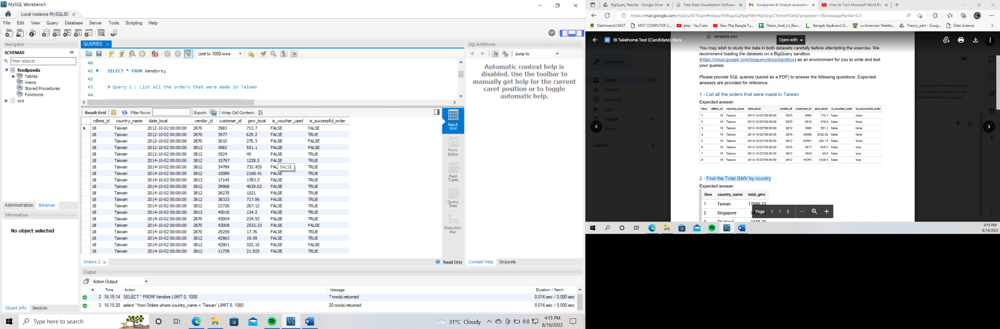 MySQL Workbench
Local instance MySQL80
File Edit View Query Database Server Tools Scripting Help
Navigator
SCHEMAS
Filter objects
foodpanda
Tables
Views
Stored Procedures
Functions
sys
Administration Schemas
Information
No object selected
Object Info Session
QUERIES
Limit to 1000 rows
40
41 SELECT * FROM Vendors;
42
43 # Query 1 : List all the orders that were made in Taiwan
44
Result Grid Filter Rows: Export: Wrap Cell Content:
rdbms_id country_name date_local vendor_id customer_id gmv_local is_voucher_used is_successful_order
18 Taiwan 2012-10-02 00:00:00 2870 3983 713.7 FALSE FALSE
18 Taiwan 2012-10-02 00:00:00 2870 3977 629.2 FALSE TRUE
18 Taiwan 2012-10-02 00:00:00 2870 3010 270.3 FALSE FALSE
18 Taiwan 2012-10-02 00:00:00 3812 3983 551.1 FALSE FALSE
18 Taiwan 2012-10-02 00:00:00 3812 3524 45 FALSE TRUE
18 Taiwan 2014-10-02 00:00:00 3812 15797 1228.5 FALSE TRUE
18 Taiwan 2014-10-02 00:00:00 3812 34799 732.435 FAL FALSE TRUE
18 Taiwan 2014-10-02 00:00:00 3812 15089 2108.41 FALSE TRUE
18 Taiwan 2014-10-02 00:00:00 3812 17145 1783.3 FALSE TRUE
18 Taiwan 2014-10-02 00:00:00 3812 39968 4029.62 FALSE TRUE
18 Taiwan 2014-10-02 00:00:00 3812 26270 1521 FALSE TRUE
18 Taiwan 2014-10-02 00:00:00 3812 38333 717.06 FALSE TRUE
18 Taiwan 2014-10-02 00:00:00 3812 23726 267.12 FALSE TRUE
18 Taiwan 2014-10-02 00:00:00 3812 43010 134.2 FALSE TRUE
18 Taiwan 2014-10-02 00:00:00 2870 43004 234.53 FALSE TRUE
18 Taiwan 2014-10-02 00:00:00 2870 43008 2532.33 FALSE FALSE
18 Taiwan 2014-10-02 00:00:00 2870 29259 17.76 FALSE TRUE
18 Taiwan 2014-10-02 00:00:00 3812 42962 19.59 FALSE TRUE
18 Taiwan 2014-10-02 00:00:00 3812 42901 332.15 FALSE FALSE
18 Taiwan 2014-10-02 00:00:00 3812 11739 21.925 FALSE TRUE
Result Grid
Form Editor
Field Types
Query Stats
Execution Plan
Orders 2
Read Only
SQLAdditions
Jump to
Automatic context help is
disabled. Use the toolbar to
manually get help for the current
caret position or to toggle
automatic help.
Context Help Snippets
Output
Action Output
# Time Action Message Duration / Fetch
2 16:15:14 SELECT * FROM Vendors LIMIT 0, 1000 7 row(s) returned 0.016 sec / 0.000 sec
3 16:15:20 select * from Orders where country_name = 'Taiwan' LIMIT 0, 1000 20 row(s) returned 0.016 sec / 0.000 sec
Type here to search
31°C Cloudy
4:15 PM
8/10/2022
BigQuery Results - Google Drive Free Data Visualization Software foodpanda BI Analyst assessmen How to Turn Microsoft Word Bla
https://mail.google.com/mail/u/0/?login#inbox/FMfcgzGqPpgHXKHKphjrgzCVznwHGbKj?projector=1&messagePartId=0.3
Dashboard | MIST MIST COMPUTER C... php - YouTube Raw Php Bangla Tu... Thesis_final_Lit_Revi... Bengali Keyboard O... us American Palette... Theory_part - Goog... Data Science
BI Takehome Test (Candidate).docx
Open with
Compose
Inbox 225
Starred
Snoozed
Sent
Drafts 40
More
Labels
2) vendors.csv
You may wish to study the data in both datasets carefully before attempting the exercise. We
recommend loading the datasets on a BigQuery sandbox
(https://cloud.google.com/bigquery/docs/sandbox) as an environment for you to write and test
your queries.
Please provide SQL queries (saved as a PDF) to answer the following questions. Expected
answers are provided for reference.
1 - List all the orders that were made in Taiwan
Expected answer:
Row rdbms_id country_name date_local vendor_id customer_id gmv_local is_voucher_used is_successful_order
1 18 Taiwan 2012-10-02T00:00:00 2870 3983 713.7 false false
2 18 Taiwan 2012-10-02T00:00:00 2870 3010 270.3 false false
3 18 Taiwan 2012-10-02T00:00:00 3812 3983 551.1 false false
4 18 Taiwan 2014-10-02T00:00:00 2870 43008 2532.33 false false
5 18 Taiwan 2014-10-02T00:00:00 3812 42901 332.15 false false
6 18 Taiwan 2012-10-02T00:00:00 2870 3977 629.2 false true
7 18 Taiwan 2012-10-02T00:00:00 3812 3524 45.0 false true
8 18 Taiwan 2014-10-02T00:00:00 3812 15797 1228.5 false true
2 - Find the Total GMV by country
Expected answer:
Row country_name total_gmv
1 Taiwan 17889.23
2 Singapore
Page 1 / 2
4:15 PM
8/10/2022